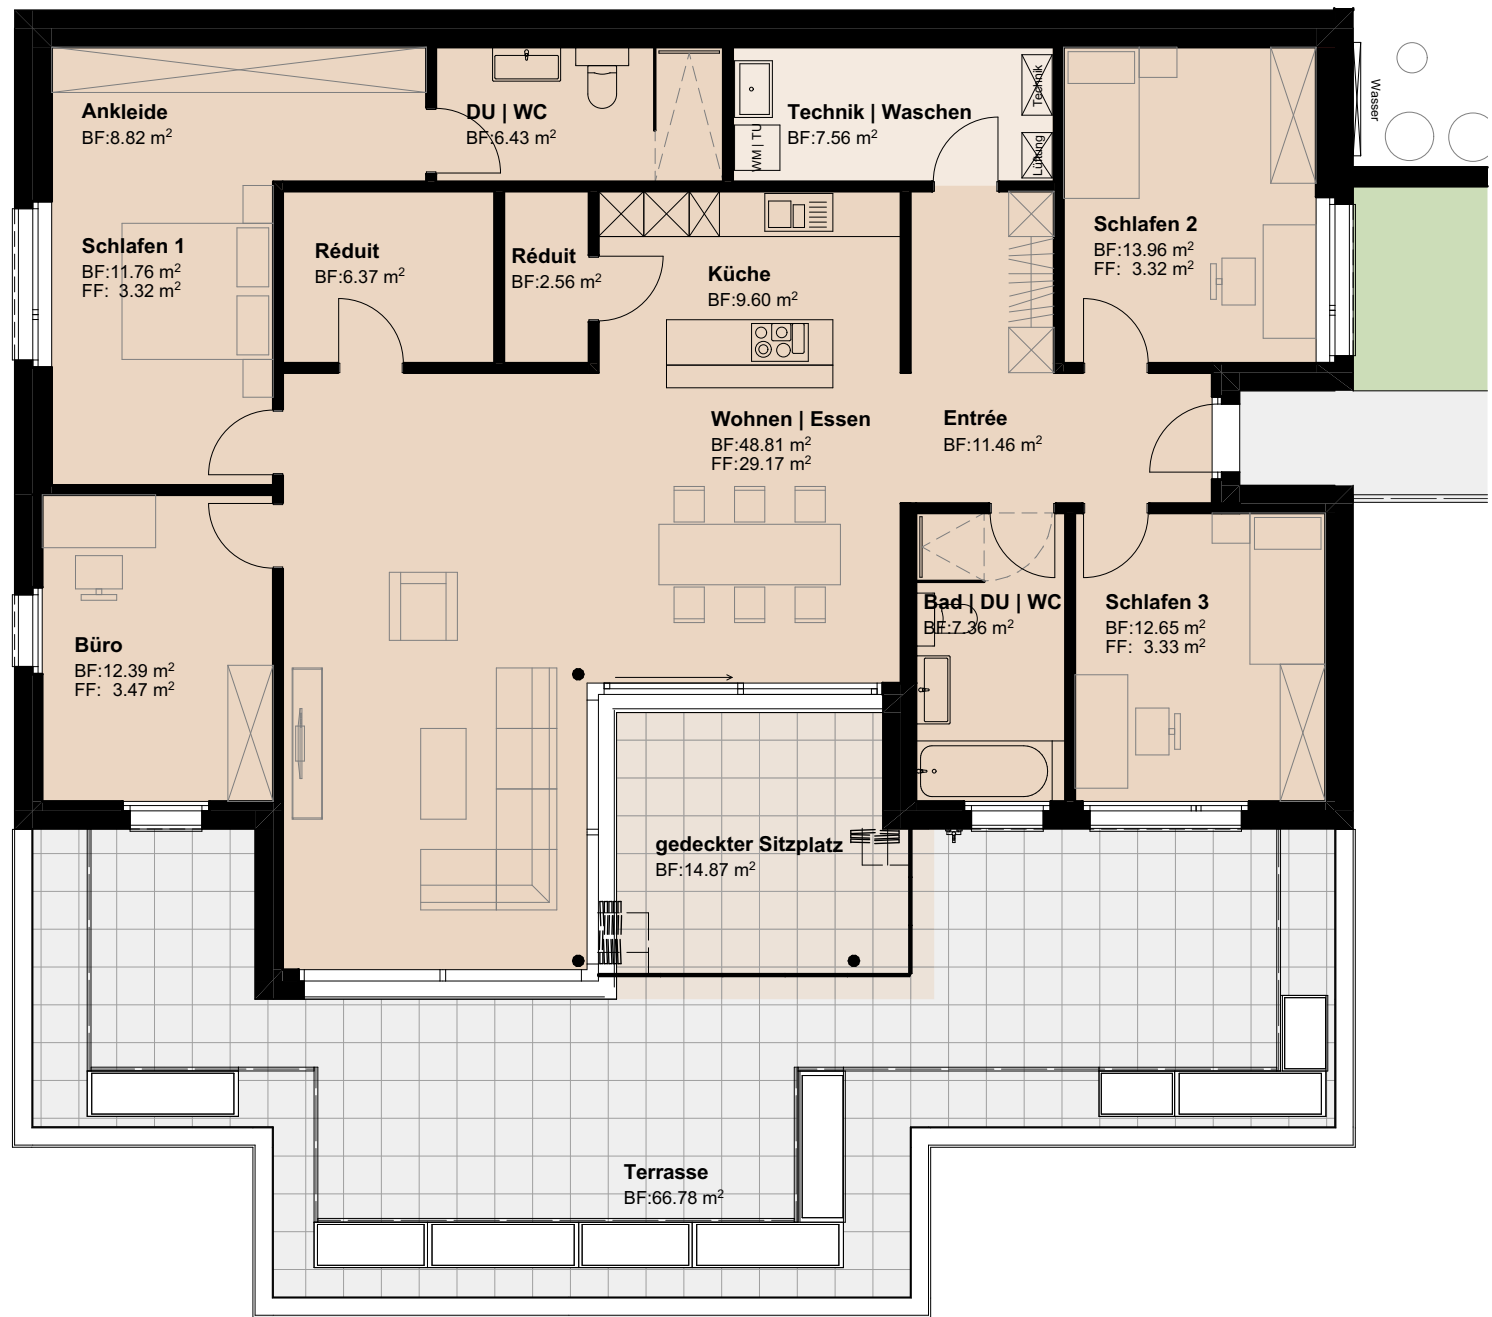 Ankleide
BF:8.82 m²
DU | WC
BF:6.43 m²
Technik | Waschen
BF:7.56 m²
WM | TU
Technik
Lüftung
Wasser
Schlafen 1
BF:11.76 m²
FF: 3.32 m²
Réduit
BF:6.37 m²
Réduit
BF:2.56 m²
Küche
BF:9.60 m²
Schlafen 2
BF:13.96 m²
FF: 3.32 m²
Wohnen | Essen
BF:48.81 m²
FF:29.17 m²
Entrée
BF:11.46 m²
Büro
BF:12.39 m²
FF: 3.47 m²
Bad | DU | WC
BF:7.36 m²
Schlafen 3
BF:12.65 m²
FF: 3.33 m²
gedeckter Sitzplatz
BF:14.87 m²
Terrasse
BF:66.78 m²